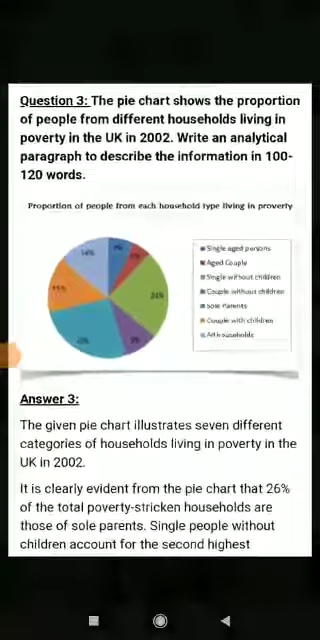 Question 3: The pie chart shows the proportion
of people from different households living in
poverty in the UK in 2002. Write an analytical
paragraph to describe the information in 100-
120 words.
Proportion of people from each household type living in proverty
Single aged persons
Aged Couple
Single without children
Couple without children
Sole Parents
Couple with children
All households
14%
15%
Answer 3:
The given pie chart illustrates seven different
categories of households living in poverty in the
UK in 2002.
It is clearly evident from the pie chart that 26%
of the total poverty-stricken households are
those of sole parents. Single people without
children account for the second highest